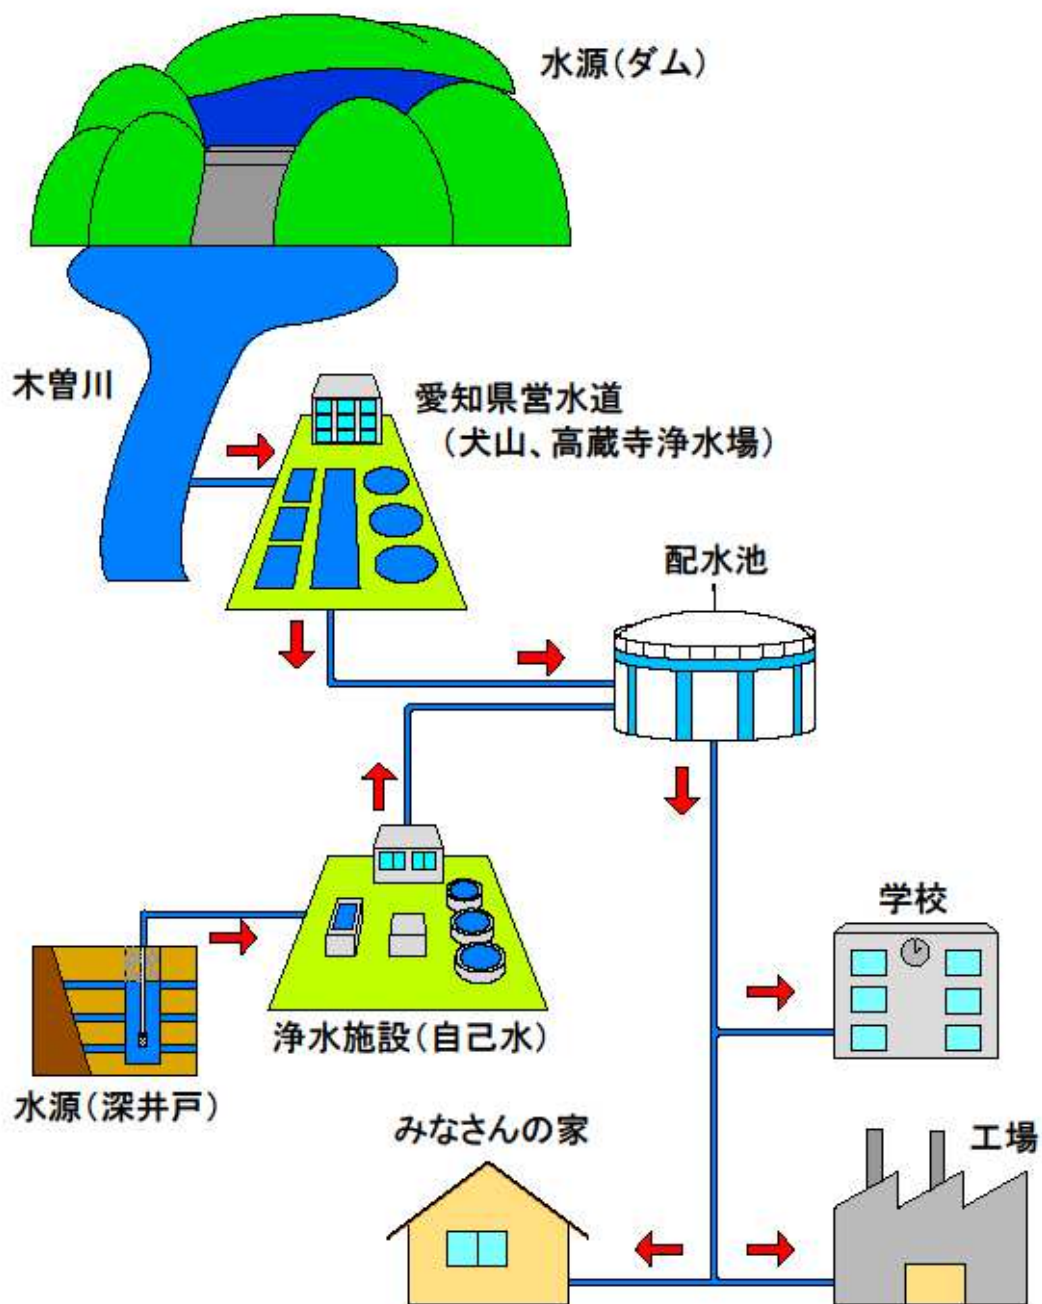 水源(ダム)
木曽川
愛知県営水道
(犬山、高蔵寺浄水場)
配水池
学校
浄水施設(自己水)
水源(深井戸)
みなさんの家
工場